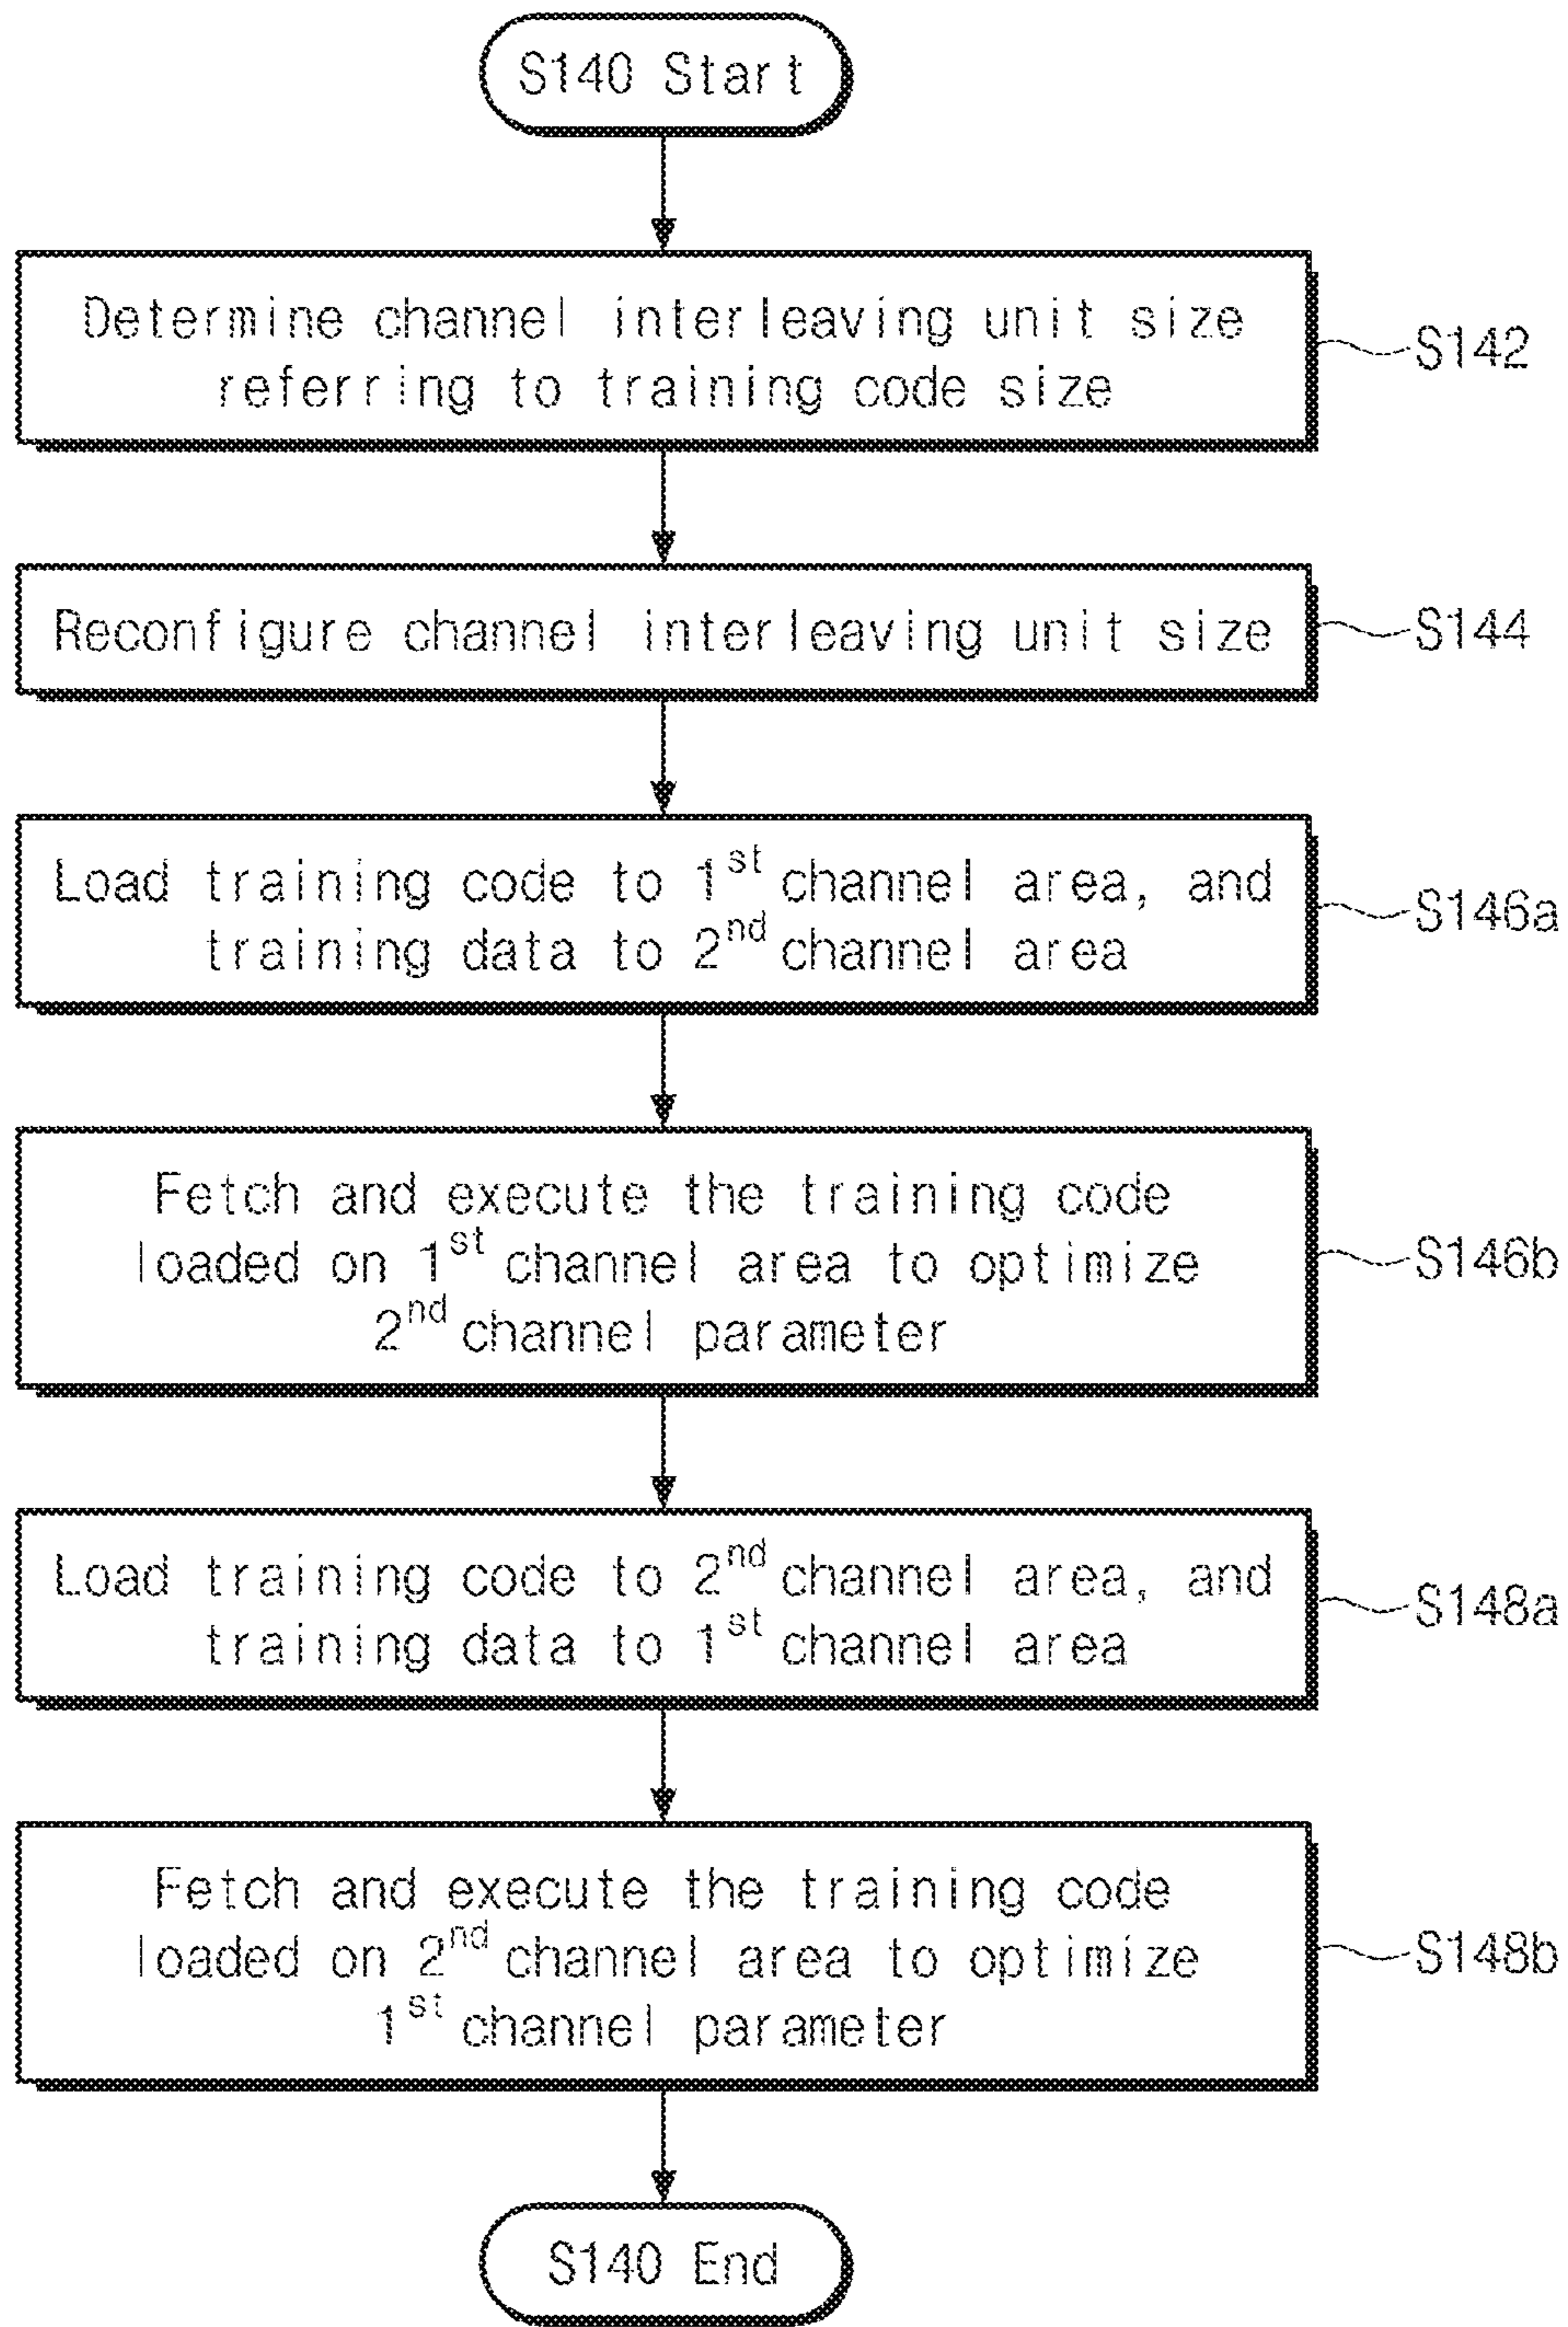 S140 Start
Determine channel interleaving unit size
referring to training code size
S142
Reconfigure channel interleaving unit size
S144
Load training code to 1st channel area, and
training data to 2nd channel area
S146a
Fetch and execute the training code
loaded on 1st channel area to optimize
2nd channel parameter
S146b
Load training code to 2nd channel area, and
training data to 1st channel area
S148a
Fetch and execute the training code
loaded on 2nd channel area to optimize
1st channel parameter
S148b
S140 End